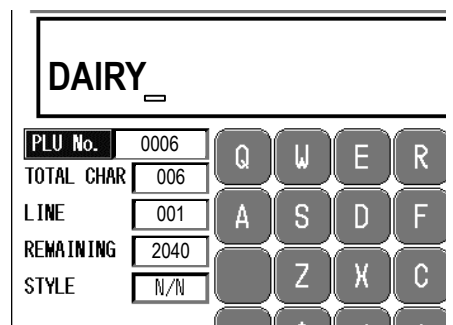 DAIRY_
PLU No. 0006
TOTAL CHAR 006
LINE 001
REMAINING 2040
STYLE N/N
Q W E R
A S D F
Z X C